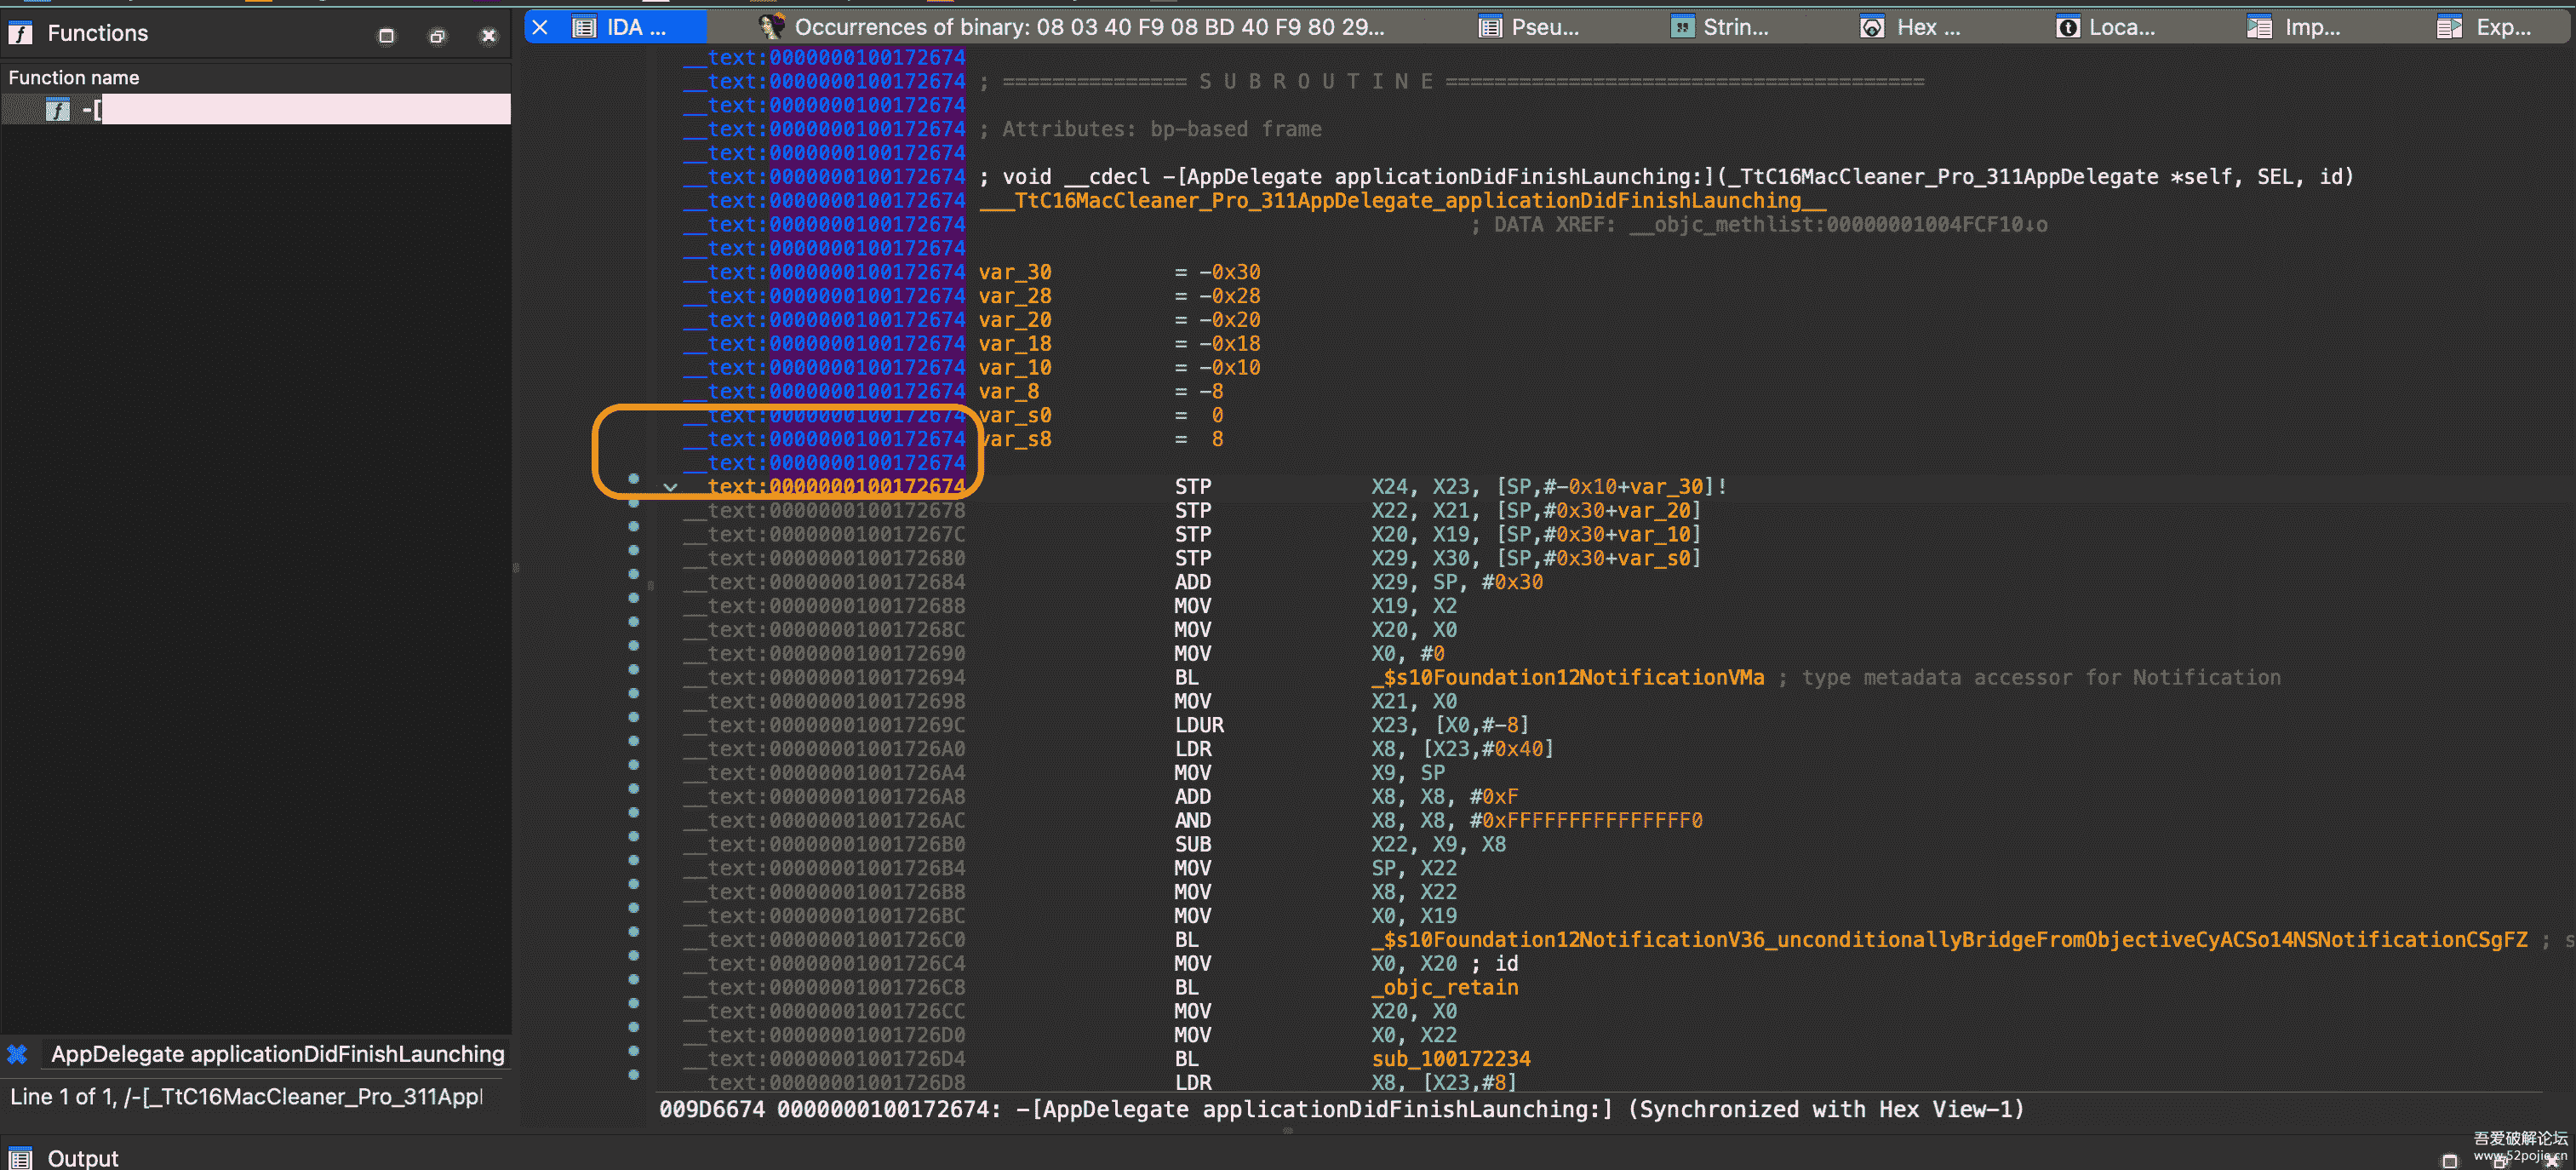 Functions
IDA ...
Occurrences of binary: 08 03 40 F9 08 BD 40 F9 80 29...
Pseu...
Strin...
Hex ...
Loca...
Imp...
Exp...
Function name
-[
__text:0000000100172674
__text:0000000100172674 ; =============== S U B R O U T I N E =======================================
__text:0000000100172674
__text:0000000100172674 ; Attributes: bp-based frame
__text:0000000100172674
__text:0000000100172674 ; void __cdecl -[AppDelegate applicationDidFinishLaunching:](_TtC16MacCleaner_Pro_311AppDelegate *self, SEL, id)
__text:0000000100172674 ___TtC16MacCleaner_Pro_311AppDelegate_applicationDidFinishLaunching__
__text:0000000100172674 ; DATA XREF: __objc_methlist:00000001004FCF10↓o
__text:0000000100172674
__text:0000000100172674 var_30 = -0x30
__text:0000000100172674 var_28 = -0x28
__text:0000000100172674 var_20 = -0x20
__text:0000000100172674 var_18 = -0x18
__text:0000000100172674 var_10 = -0x10
__text:0000000100172674 var_8 = -8
__text:0000000100172674 var_s0 = 0
__text:0000000100172674 var_s8 = 8
__text:0000000100172674
__text:0000000100172674 STP X24, X23, [SP,#-0x10+var_30]!
__text:0000000100172678 STP X22, X21, [SP,#0x30+var_20]
__text:000000010017267C STP X20, X19, [SP,#0x30+var_10]
__text:0000000100172680 STP X29, X30, [SP,#0x30+var_s0]
__text:0000000100172684 ADD X29, SP, #0x30
__text:0000000100172688 MOV X19, X2
__text:000000010017268C MOV X20, X0
__text:0000000100172690 MOV X0, #0
__text:0000000100172694 BL _$s10Foundation12NotificationVMa ; type metadata accessor for Notification
__text:0000000100172698 MOV X21, X0
__text:000000010017269C LDUR X23, [X0,#-8]
__text:00000001001726A0 LDR X8, [X23,#0x40]
__text:00000001001726A4 MOV X9, SP
__text:00000001001726A8 ADD X8, X8, #0xF
__text:00000001001726AC AND X8, X8, #0xFFFFFFFFFFFFFFF0
__text:00000001001726B0 SUB X22, X9, X8
__text:00000001001726B4 MOV SP, X22
__text:00000001001726B8 MOV X8, X22
__text:00000001001726BC MOV X0, X19
__text:00000001001726C0 BL _$s10Foundation12NotificationV36_unconditionallyBridgeFromObjectiveCyACSo14NSNotificationCSgFZ ; s
__text:00000001001726C4 MOV X0, X20 ; id
__text:00000001001726C8 BL _objc_retain
__text:00000001001726CC MOV X20, X0
__text:00000001001726D0 MOV X0, X22
__text:00000001001726D4 BL sub_100172234
__text:00000001001726D8 LDR X8, [X23,#8]
AppDelegate applicationDidFinishLaunching
Line 1 of 1, /-[_TtC16MacCleaner_Pro_311Appl
009D6674 0000000100172674: -[AppDelegate applicationDidFinishLaunching:] (Synchronized with Hex View-1)
Output
吾爱破解论坛
www.52pojie.cn